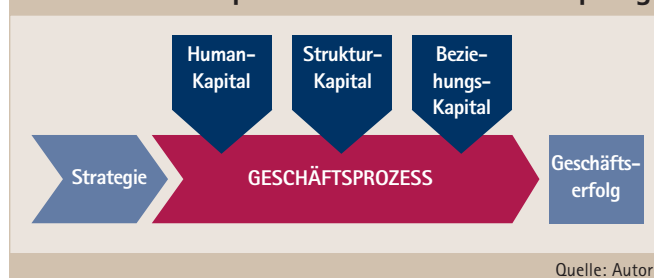 Human-
Kapital
Struktur-
Kapital
Bezie-
hungs-
Kapital
Strategie
GESCHÄFTSPROZESS
Geschäfts-
erfolg
Quelle: Autor